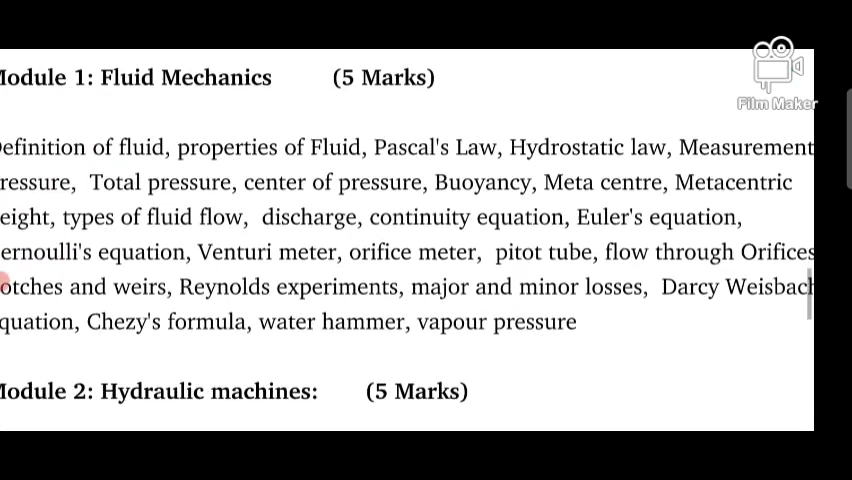 Module 1: Fluid Mechanics (5 Marks)
Film Maker
efinition of fluid, properties of Fluid, Pascal's Law, Hydrostatic law, Measurement
ressure, Total pressure, center of pressure, Buoyancy, Meta centre, Metacentric
eight, types of fluid flow, discharge, continuity equation, Euler's equation,
ernoulli's equation, Venturi meter, orifice meter, pitot tube, flow through Orifices
otches and weirs, Reynolds experiments, major and minor losses, Darcy Weisbach
quation, Chezy's formula, water hammer, vapour pressure
Module 2: Hydraulic machines: (5 Marks)